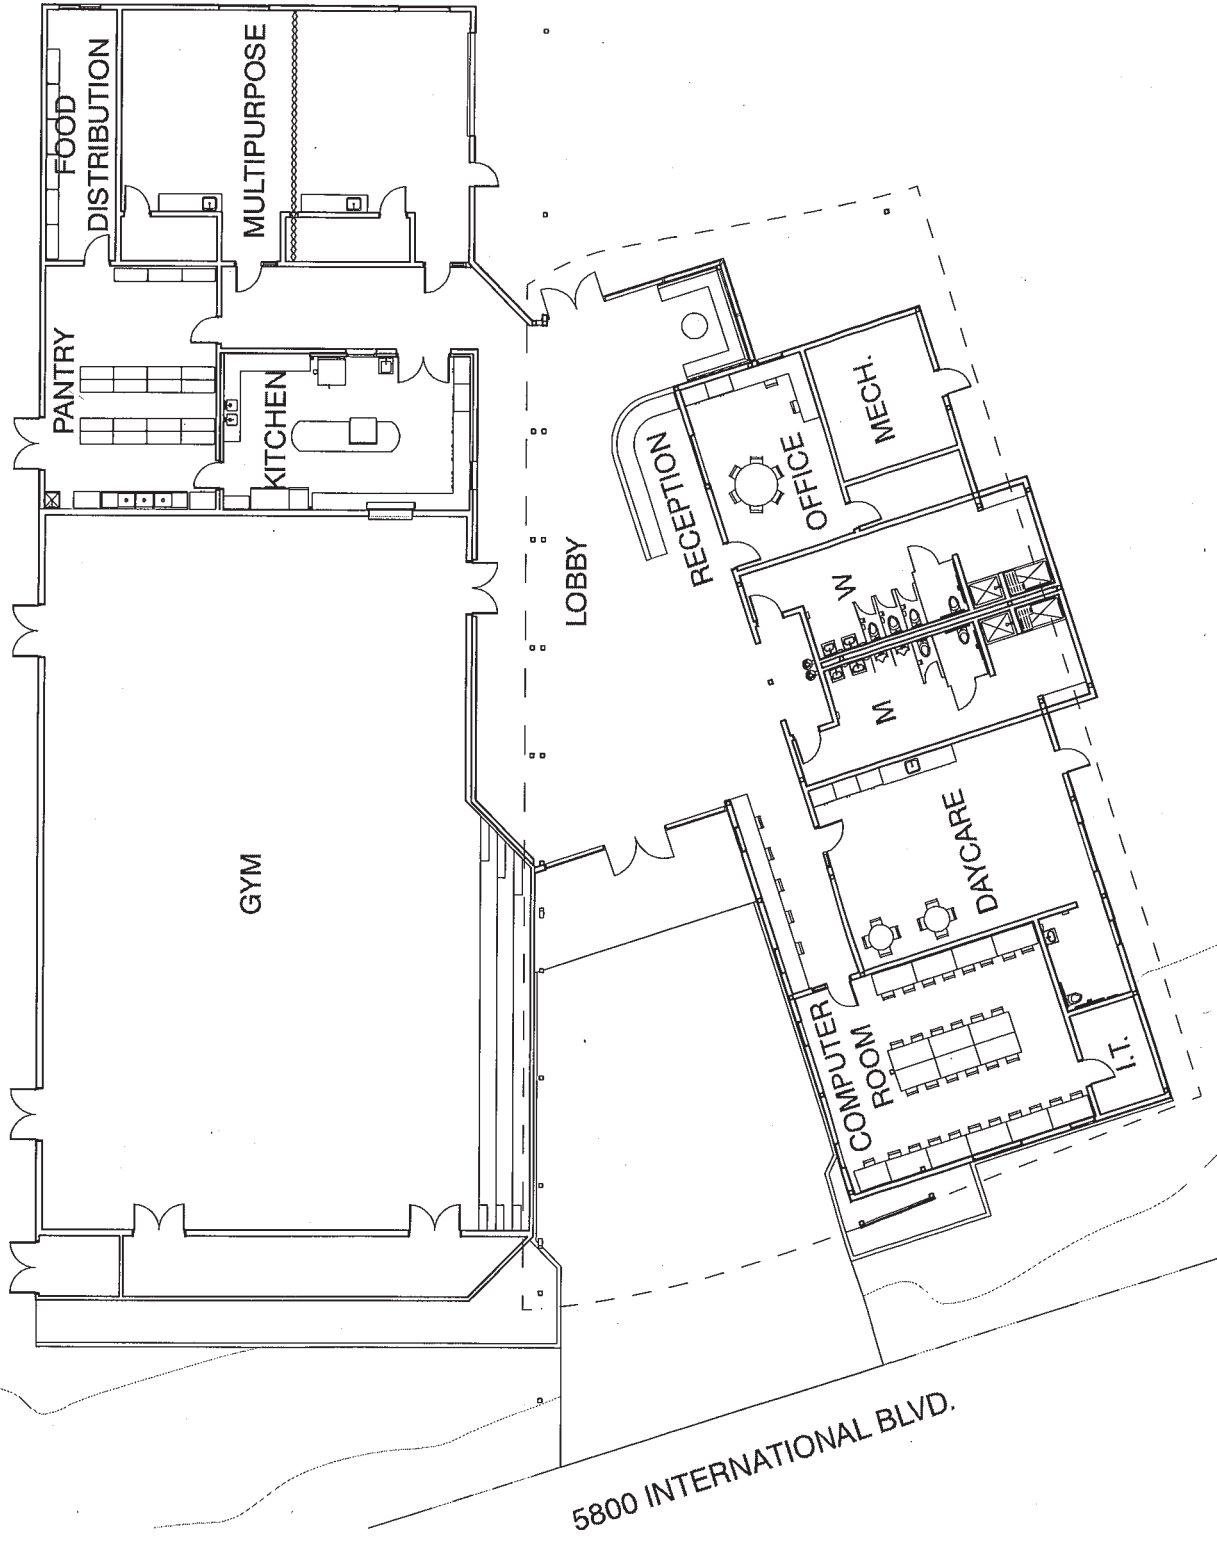 FOOD
DISTRIBUTION
MULTIPURPOSE
PANTRY
KITCHEN
MECH.
OFFICE
RECEPTION
LOBBY
W
M
GYM
DAYCARE
COMPUTER
ROOM
I.T.
5800 INTERNATIONAL BLVD.